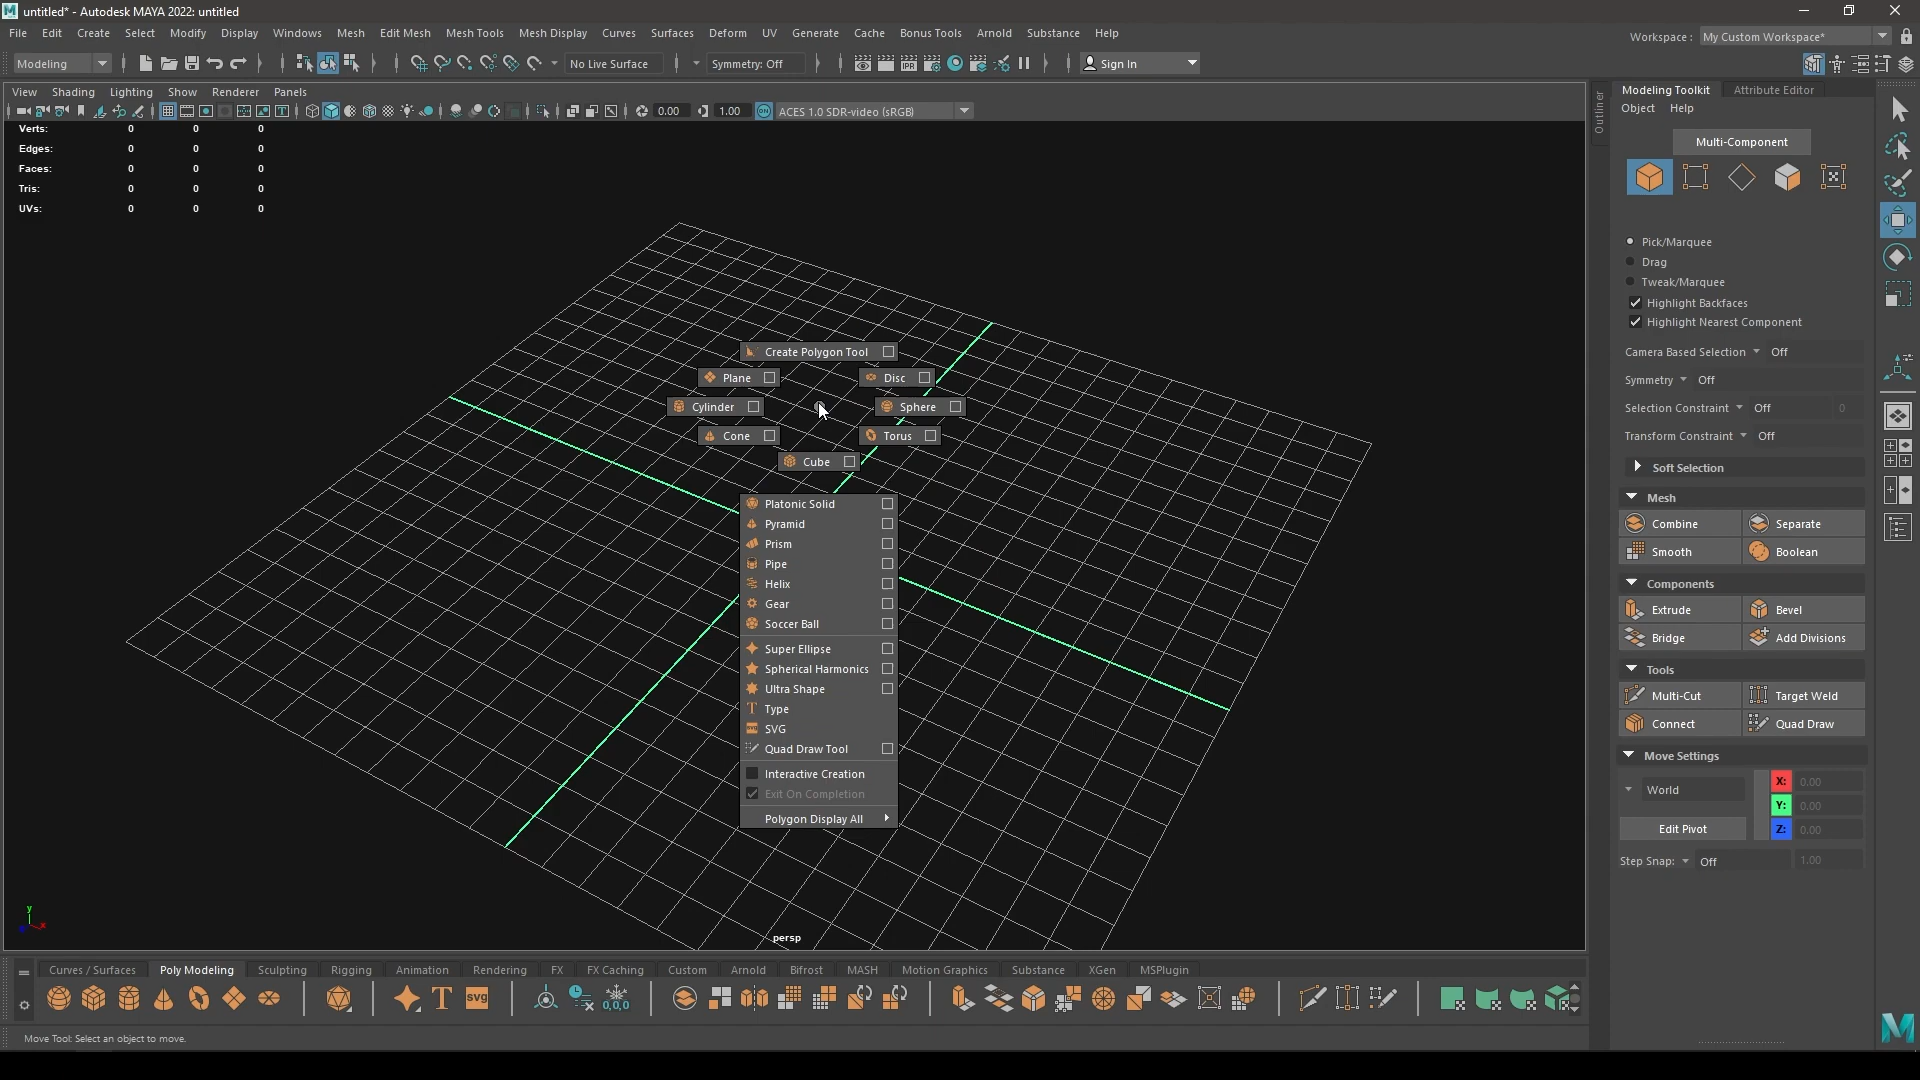 untitled* - Autodesk MAYA 2022: untitled
File Edit Create Select Modify Display Windows Mesh Edit Mesh Mesh Tools Mesh Display Curves Surfaces Deform UV Generate Cache Bonus Tools Arnold Substance Help
Workspace : My Custom Workspace*
Modeling No Live Surface Symmetry: Off IPR Sign In
View Shading Lighting Show Renderer Panels
0.00 1.00 ON ACES 1.0 SDR-video (sRGB)
Verts: 0 0 0
Edges: 0 0 0
Faces: 0 0 0
Tris: 0 0 0
UVs: 0 0 0
Create Polygon Tool
Plane Disc
Cylinder Sphere
Cone Torus
Cube
Platonic Solid
Pyramid
Prism
Pipe
Helix
Gear
Soccer Ball
Super Ellipse
Spherical Harmonics
Ultra Shape
Type
SVG
Quad Draw Tool
Interactive Creation
Exit On Completion
Polygon Display All
y
x
persp
Outliner
Modeling Toolkit Attribute Editor
Object Help
Multi-Component
Pick/Marquee
Drag
Tweak/Marquee
Highlight Backfaces
Highlight Nearest Component
Camera Based Selection Off
Symmetry Off
Selection Constraint Off 0
Transform Constraint Off
Soft Selection
Mesh
Combine Separate
Smooth Boolean
Components
Extrude Bevel
Bridge Add Divisions
Tools
Multi-Cut Target Weld
Connect Quad Draw
Move Settings
World X: 0.00
Y: 0.00
Edit Pivot Z: 0.00
Step Snap: Off 1.00
Curves / Surfaces Poly Modeling Sculpting Rigging Animation Rendering FX FX Caching Custom Arnold Bifrost MASH Motion Graphics Substance XGen MSPlugin
T svg 0,0,0
Move Tool: Select an object to move.
M